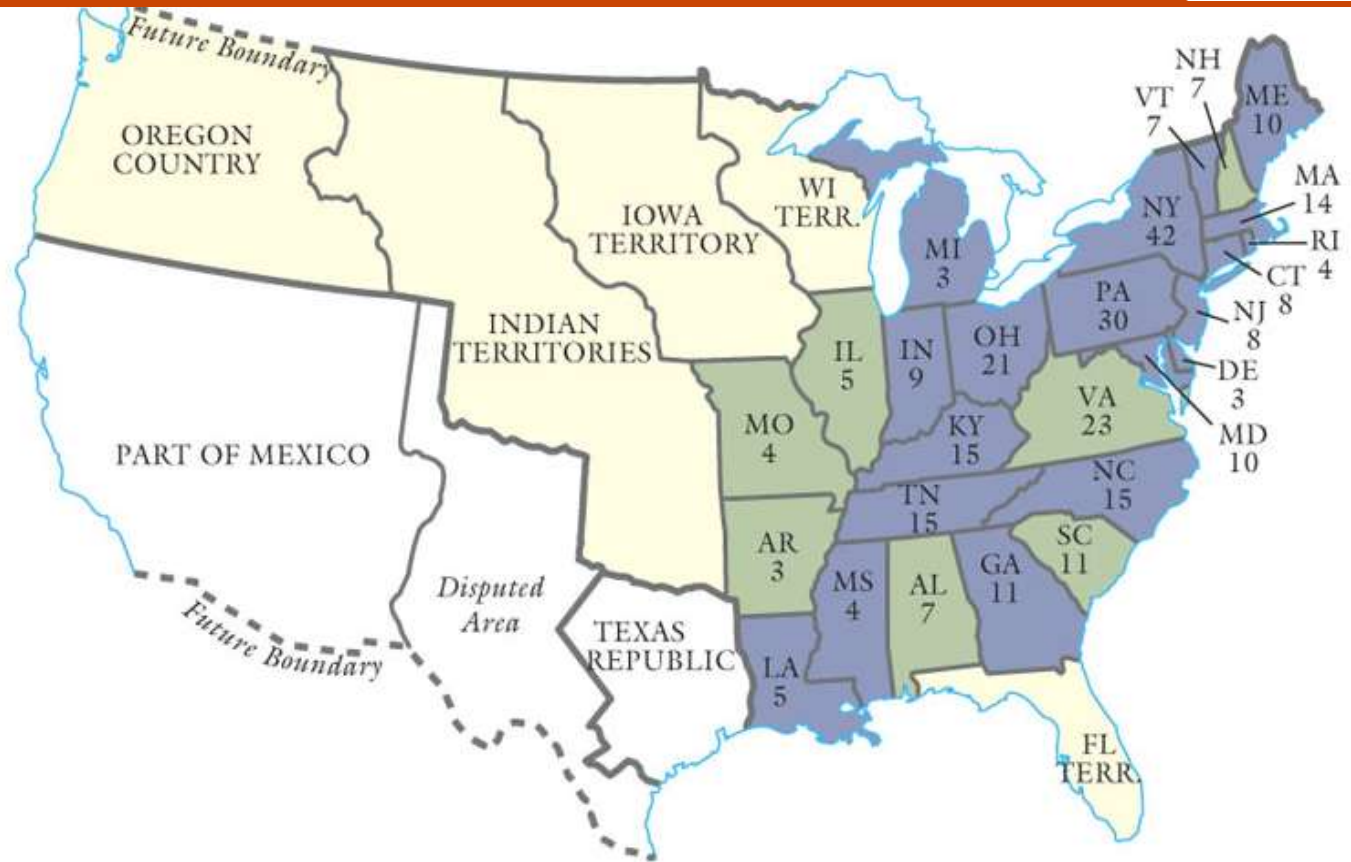 Future Boundary
OREGON
COUNTRY
IOWA
TERRITORY
WI
TERR.
INDIAN
TERRITORIES
PART OF MEXICO
Disputed
Area
TEXAS
REPUBLIC
Future Boundary
MI
3
IL
5
IN
9
OH
21
MO
4
KY
15
TN
15
AR
3
MS
4
AL
7
GA
11
LA
5
FL
TERR.
SC
11
NC
15
VA
23
PA
30
NY
42
VT
7
NH
7
ME
10
MA
14
RI
4
CT
8
NJ
8
DE
3
MD
10